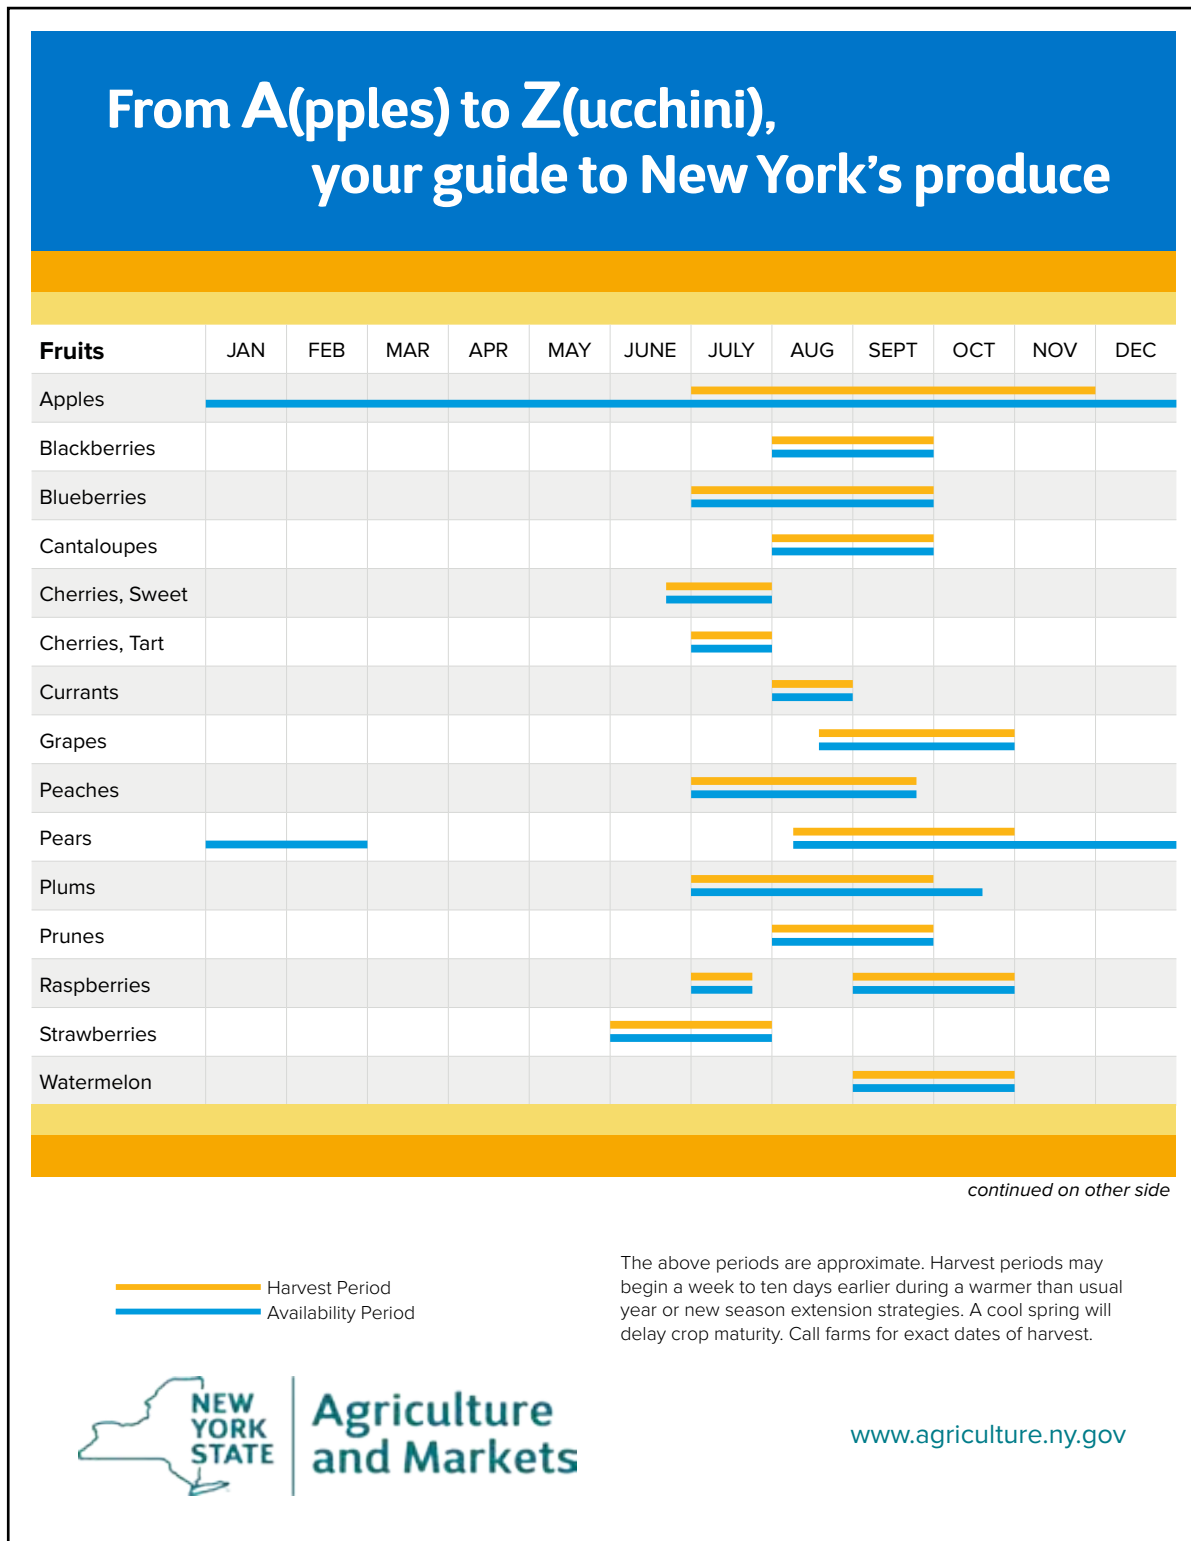 From A(pples) to Z(ucchini),
your guide to New York's produce
Fruits JAN FEB MAR APR MAY JUNE JULY AUG SEPT OCT NOV DEC
Apples
Blackberries
Blueberries
Cantaloupes
Cherries, Sweet
Cherries, Tart
Currants
Grapes
Peaches
Pears
Plums
Prunes
Raspberries
Strawberries
Watermelon
continued on other side
Harvest Period
Availability Period
The above periods are approximate. Harvest periods may
begin a week to ten days earlier during a warmer than usual
year or new season extension strategies. A cool spring will
delay crop maturity. Call farms for exact dates of harvest.
NEW
YORK
STATE
Agriculture
and Markets
www.agriculture.ny.gov